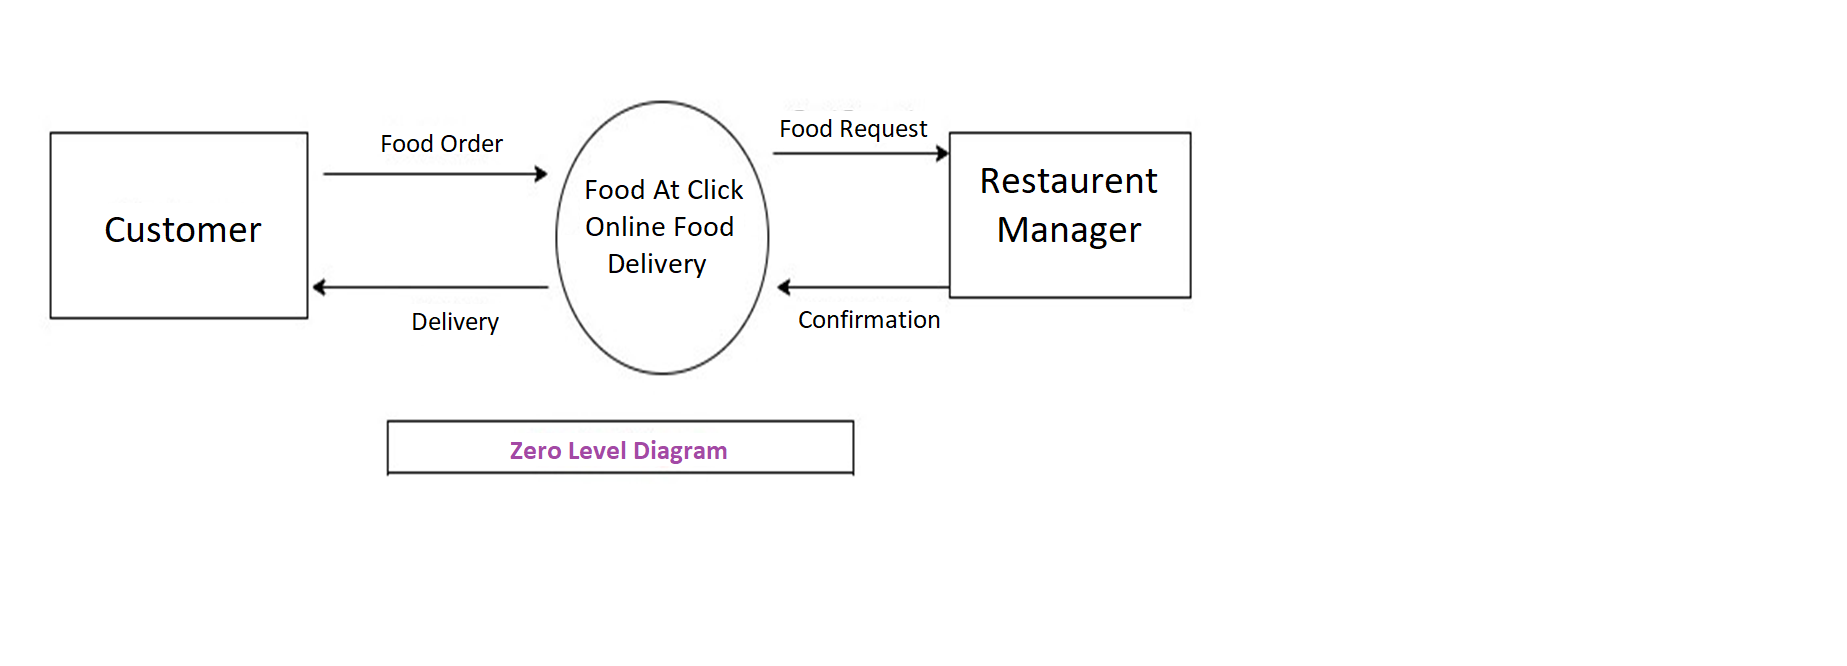 Food Order
Food Request
Customer
Food At Click
Online Food
Delivery
Restaurent
Manager
Delivery
Confirmation
Zero Level Diagram